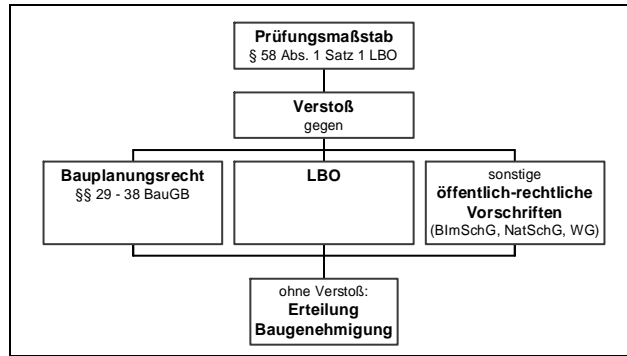 Prüfungsmaßstab
§ 58 Abs. 1 Satz 1 LBO
Verstoß
gegen
Bauplanungsrecht
§§ 29 - 38 BauGB
LBO
sonstige
öffentlich-rechtliche
Vorschriften
(BImSchG, NatSchG, WG)
ohne Verstoß:
Erteilung
Baugenehmigung